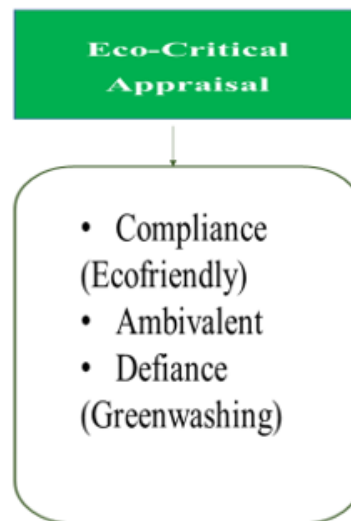 Eco-Critical
Appraisal
• Compliance
(Ecofriendly)
• Ambivalent
• Defiance
(Greenwashing)